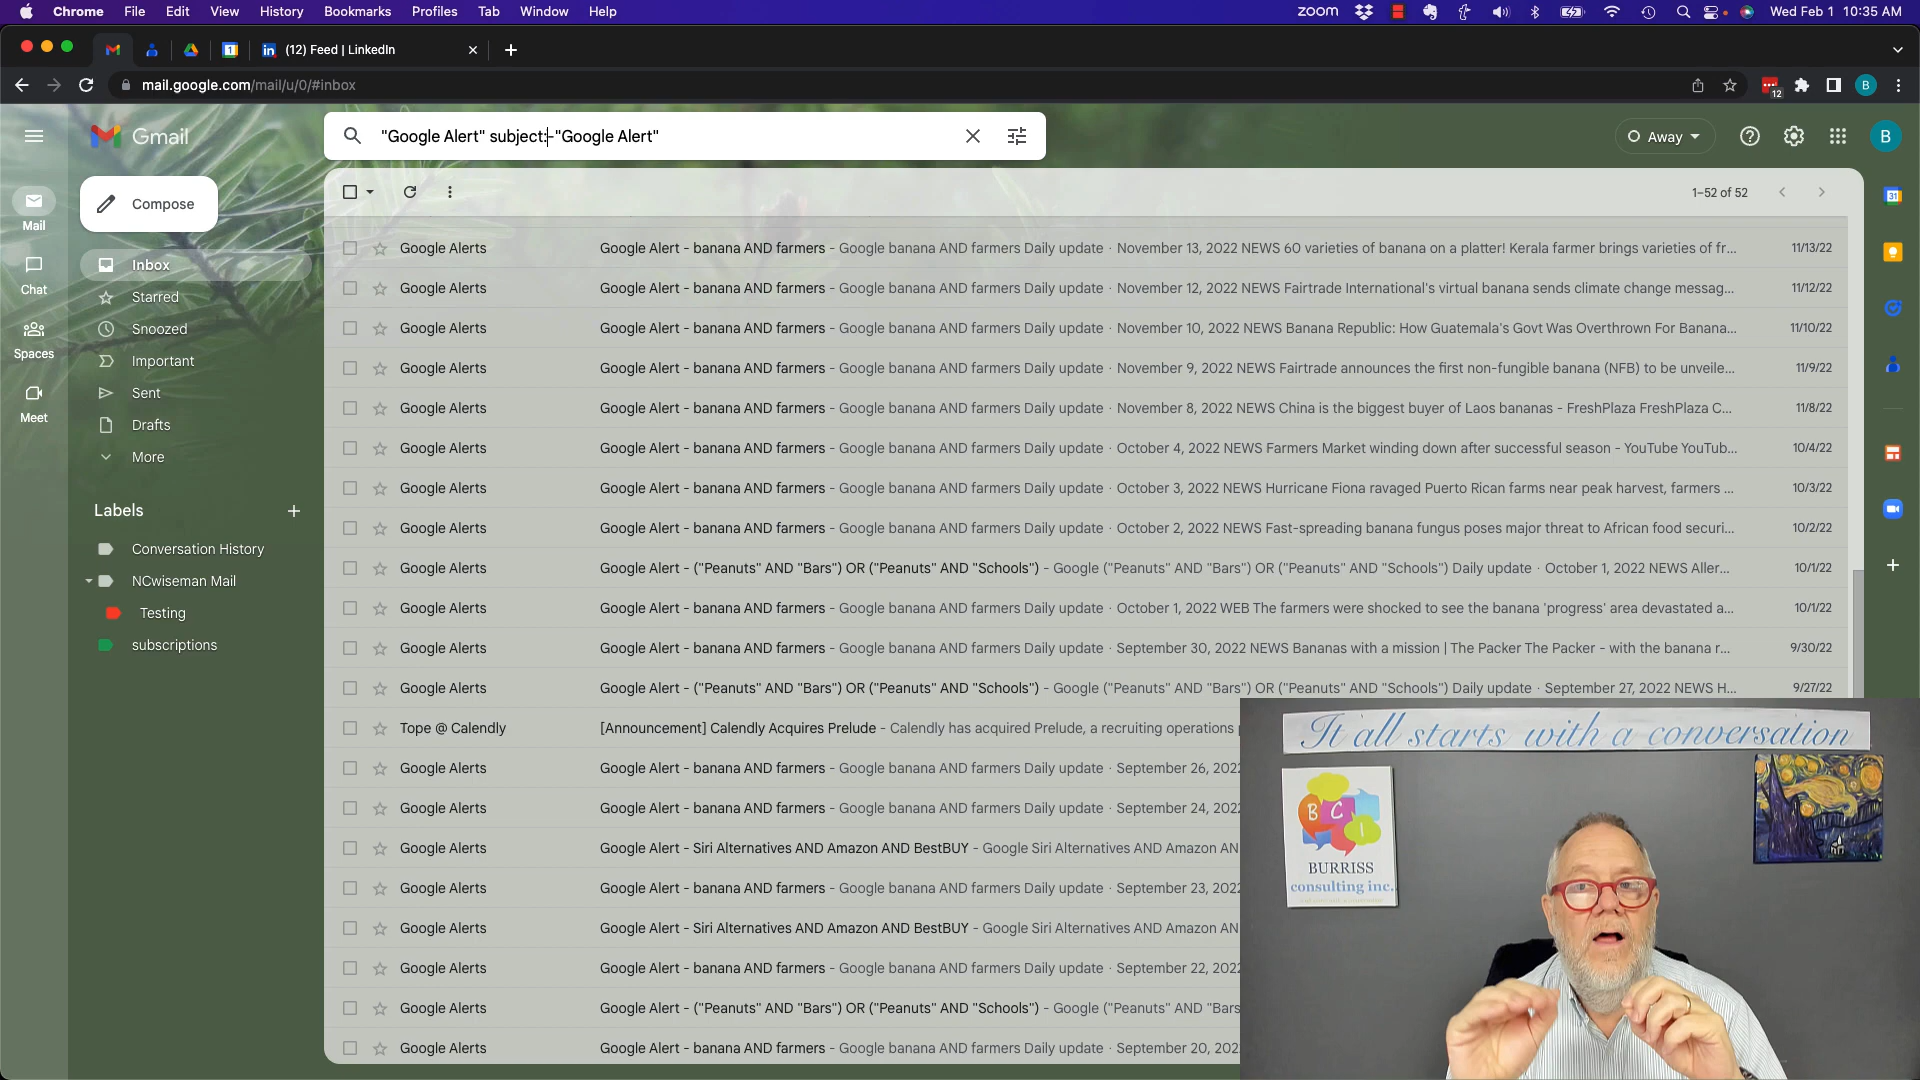 Chrome File Edit View History Bookmarks Profiles Tab Window Help
zoom Wed Feb 1 10:35 AM
(12) Feed | LinkedIn
mail.google.com/mail/u/0/#inbox
12
B
Gmail
"Google Alert" subject:-"Google Alert"
Away
B
Compose
1–52 of 52
Mail
Chat
Spaces
Meet
Inbox
Starred
Snoozed
Important
Sent
Drafts
More
Labels
Conversation History
NCwiseman Mail
Testing
subscriptions
Google Alerts Google Alert - banana AND farmers - Google banana AND farmers Daily update · November 13, 2022 NEWS 60 varieties of banana on a platter! Kerala farmer brings varieties of fr... 11/13/22
Google Alerts Google Alert - banana AND farmers - Google banana AND farmers Daily update · November 12, 2022 NEWS Fairtrade International's virtual banana sends climate change messag... 11/12/22
Google Alerts Google Alert - banana AND farmers - Google banana AND farmers Daily update · November 10, 2022 NEWS Banana Republic: How Guatemala's Govt Was Overthrown For Banana... 11/10/22
Google Alerts Google Alert - banana AND farmers - Google banana AND farmers Daily update · November 9, 2022 NEWS Fairtrade announces the first non-fungible banana (NFB) to be unveile... 11/9/22
Google Alerts Google Alert - banana AND farmers - Google banana AND farmers Daily update · November 8, 2022 NEWS China is the biggest buyer of Laos bananas - FreshPlaza FreshPlaza C... 11/8/22
Google Alerts Google Alert - banana AND farmers - Google banana AND farmers Daily update · October 4, 2022 NEWS Farmers Market winding down after successful season - YouTube YouTub... 10/4/22
Google Alerts Google Alert - banana AND farmers - Google banana AND farmers Daily update · October 3, 2022 NEWS Hurricane Fiona ravaged Puerto Rican farms near peak harvest, farmers ... 10/3/22
Google Alerts Google Alert - banana AND farmers - Google banana AND farmers Daily update · October 2, 2022 NEWS Fast-spreading banana fungus poses major threat to African food securi... 10/2/22
Google Alerts Google Alert - ("Peanuts" AND "Bars") OR ("Peanuts" AND "Schools") - Google ("Peanuts" AND "Bars") OR ("Peanuts" AND "Schools") Daily update · October 1, 2022 NEWS Aller... 10/1/22
Google Alerts Google Alert - banana AND farmers - Google banana AND farmers Daily update · October 1, 2022 WEB The farmers were shocked to see the banana 'progress' area devastated a... 10/1/22
Google Alerts Google Alert - banana AND farmers - Google banana AND farmers Daily update · September 30, 2022 NEWS Bananas with a mission | The Packer The Packer - with the banana r... 9/30/22
Google Alerts Google Alert - ("Peanuts" AND "Bars") OR ("Peanuts" AND "Schools") - Google ("Peanuts" AND "Bars") OR ("Peanuts" AND "Schools") Daily update · September 27, 2022 NEWS H... 9/27/22
Tope @ Calendly [Announcement] Calendly Acquires Prelude - Calendly has acquired Prelude, a recruiting operations
Google Alerts Google Alert - banana AND farmers - Google banana AND farmers Daily update · September 26, 2022
Google Alerts Google Alert - banana AND farmers - Google banana AND farmers Daily update · September 24, 2022
Google Alerts Google Alert - Siri Alternatives AND Amazon AND BestBUY - Google Siri Alternatives AND Amazon AN
Google Alerts Google Alert - banana AND farmers - Google banana AND farmers Daily update · September 23, 2022
Google Alerts Google Alert - Siri Alternatives AND Amazon AND BestBUY - Google Siri Alternatives AND Amazon AN
Google Alerts Google Alert - banana AND farmers - Google banana AND farmers Daily update · September 22, 2022
Google Alerts Google Alert - ("Peanuts" AND "Bars") OR ("Peanuts" AND "Schools") - Google ("Peanuts" AND "Bars
Google Alerts Google Alert - banana AND farmers - Google banana AND farmers Daily update · September 20, 202
It all starts with a conversation
B C I
BURRISS
consulting inc.